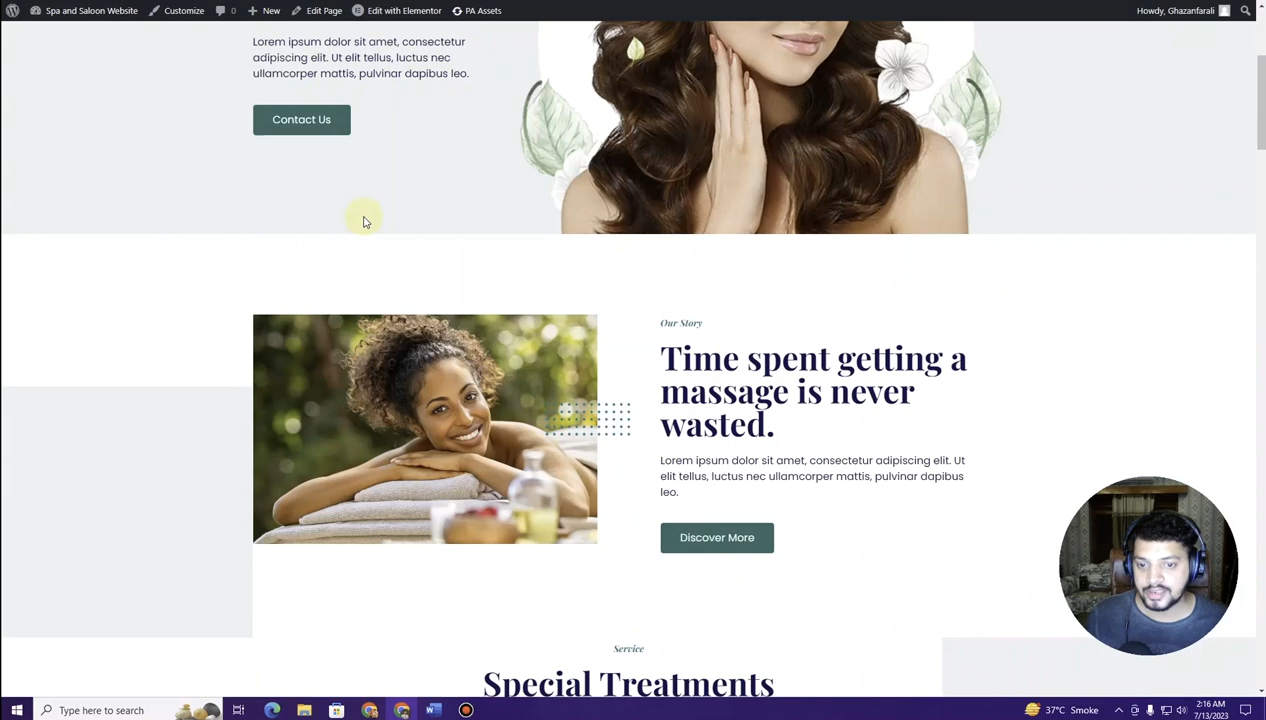 Spa and Saloon Website Customize 0 New Edit Page Edit with Elementor PA Assets Howdy, Ghazanfarali
Lorem ipsum dolor sit amet, consectetur
adipiscing elit. Ut elit tellus, luctus nec
ullamcorper mattis, pulvinar dapibus leo.
Contact Us
Our Story
Time spent getting a
massage is never
wasted.
Lorem ipsum dolor sit amet, consectetur adipiscing elit. Ut
elit tellus, luctus nec ullamcorper mattis, pulvinar dapibus
leo.
Discover More
Service
Special Treatments
Type here to search
37°C Smoke
2:16 AM
7/13/2023